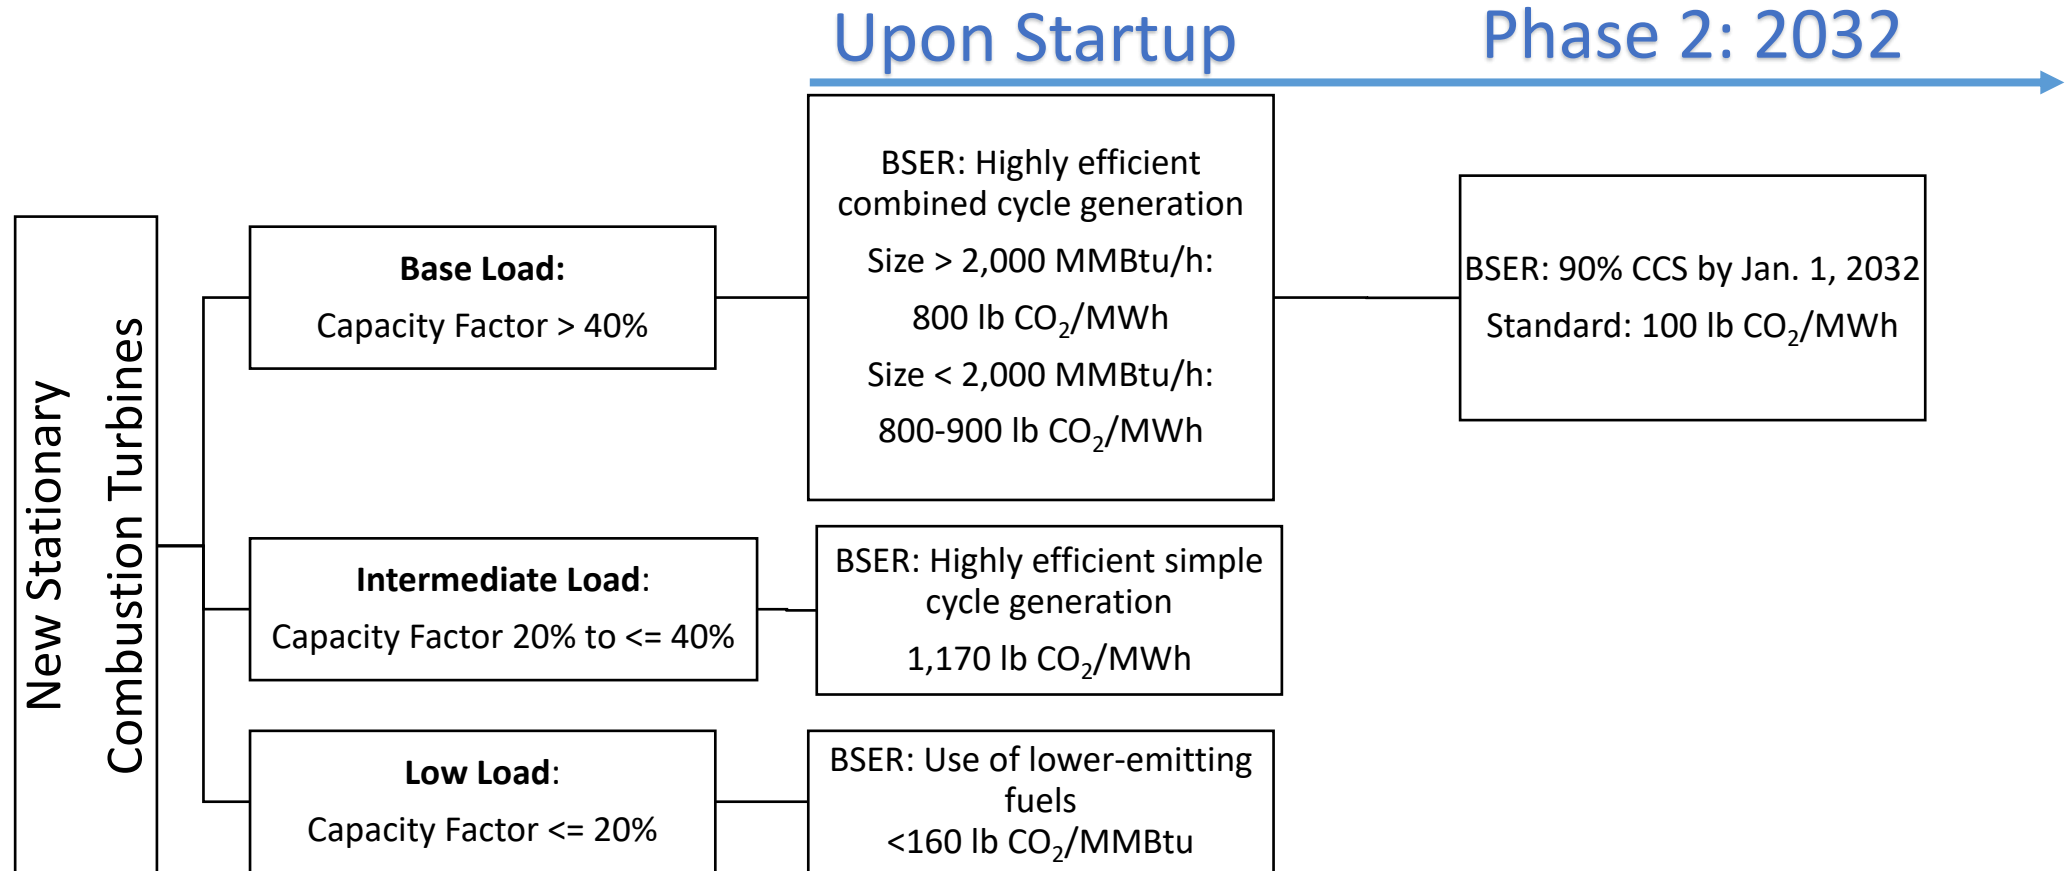 Upon Startup
Phase 2: 2032
New Stationary
Combustion Turbines
Base Load:
Capacity Factor > 40%
BSER: Highly efficient
combined cycle generation
Size > 2,000 MMBtu/h:
800 lb CO₂/MWh
Size < 2,000 MMBtu/h:
800-900 lb CO₂/MWh
BSER: 90% CCS by Jan. 1, 2032
Standard: 100 lb CO₂/MWh
Intermediate Load:
Capacity Factor 20% to <= 40%
BSER: Highly efficient simple
cycle generation
1,170 lb CO₂/MWh
Low Load:
Capacity Factor <= 20%
BSER: Use of lower-emitting
fuels
<160 lb CO₂/MMBtu